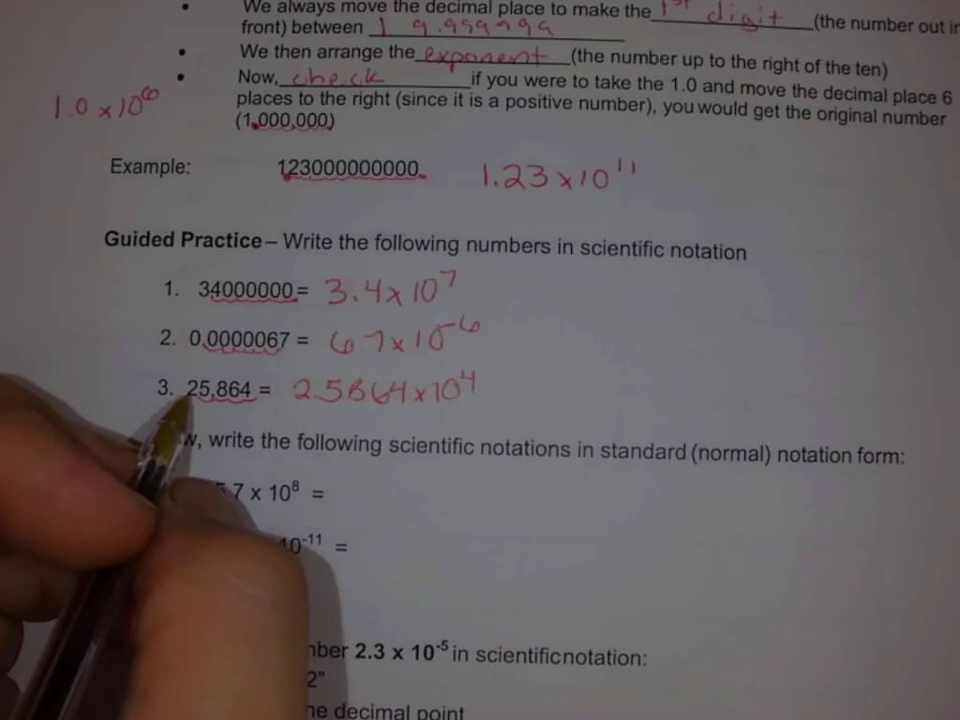 • We always move the decimal place to make the 1st digit (the number out in
front) between 1 9.999999
• We then arrange the exponent (the number up to the right of the ten)
• Now, check if you were to take the 1.0 and move the decimal place 6
places to the right (since it is a positive number), you would get the original number
(1,000,000)
1.0 x 10⁶
Example: 123000000000 1.23 x 10¹¹
Guided Practice – Write the following numbers in scientific notation
1. 34000000 = 3.4 x 10⁷
2. 0.0000067 = 6.7 x 10⁻⁶
3. 25,864 = 2.5864 x 10⁴
write the following scientific notations in standard (normal) notation form:
7 x 10⁸ =
10⁻¹¹ =
2.3 x 10⁻⁵ in scientific notation:
2"
decimal point